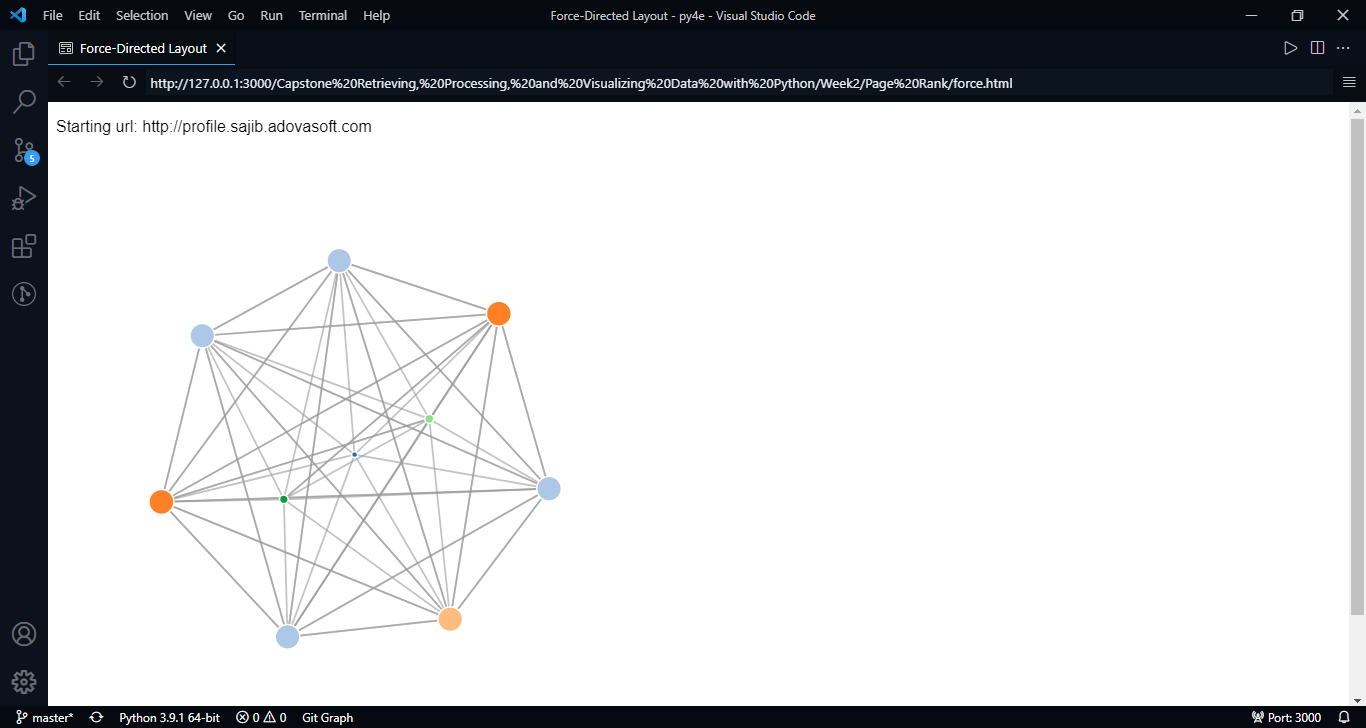 File Edit Selection View Go Run Terminal Help Force-Directed Layout - py4e - Visual Studio Code
Force-Directed Layout
http://127.0.0.1:3000/Capstone%20Retrieving,%20Processing,%20and%20Visualizing%20Data%20with%20Python/Week2/Page%20Rank/force.html
Starting url: http://profile.sajib.adovasoft.com
5
master* Python 3.9.1 64-bit 0 0 Git Graph Port: 3000